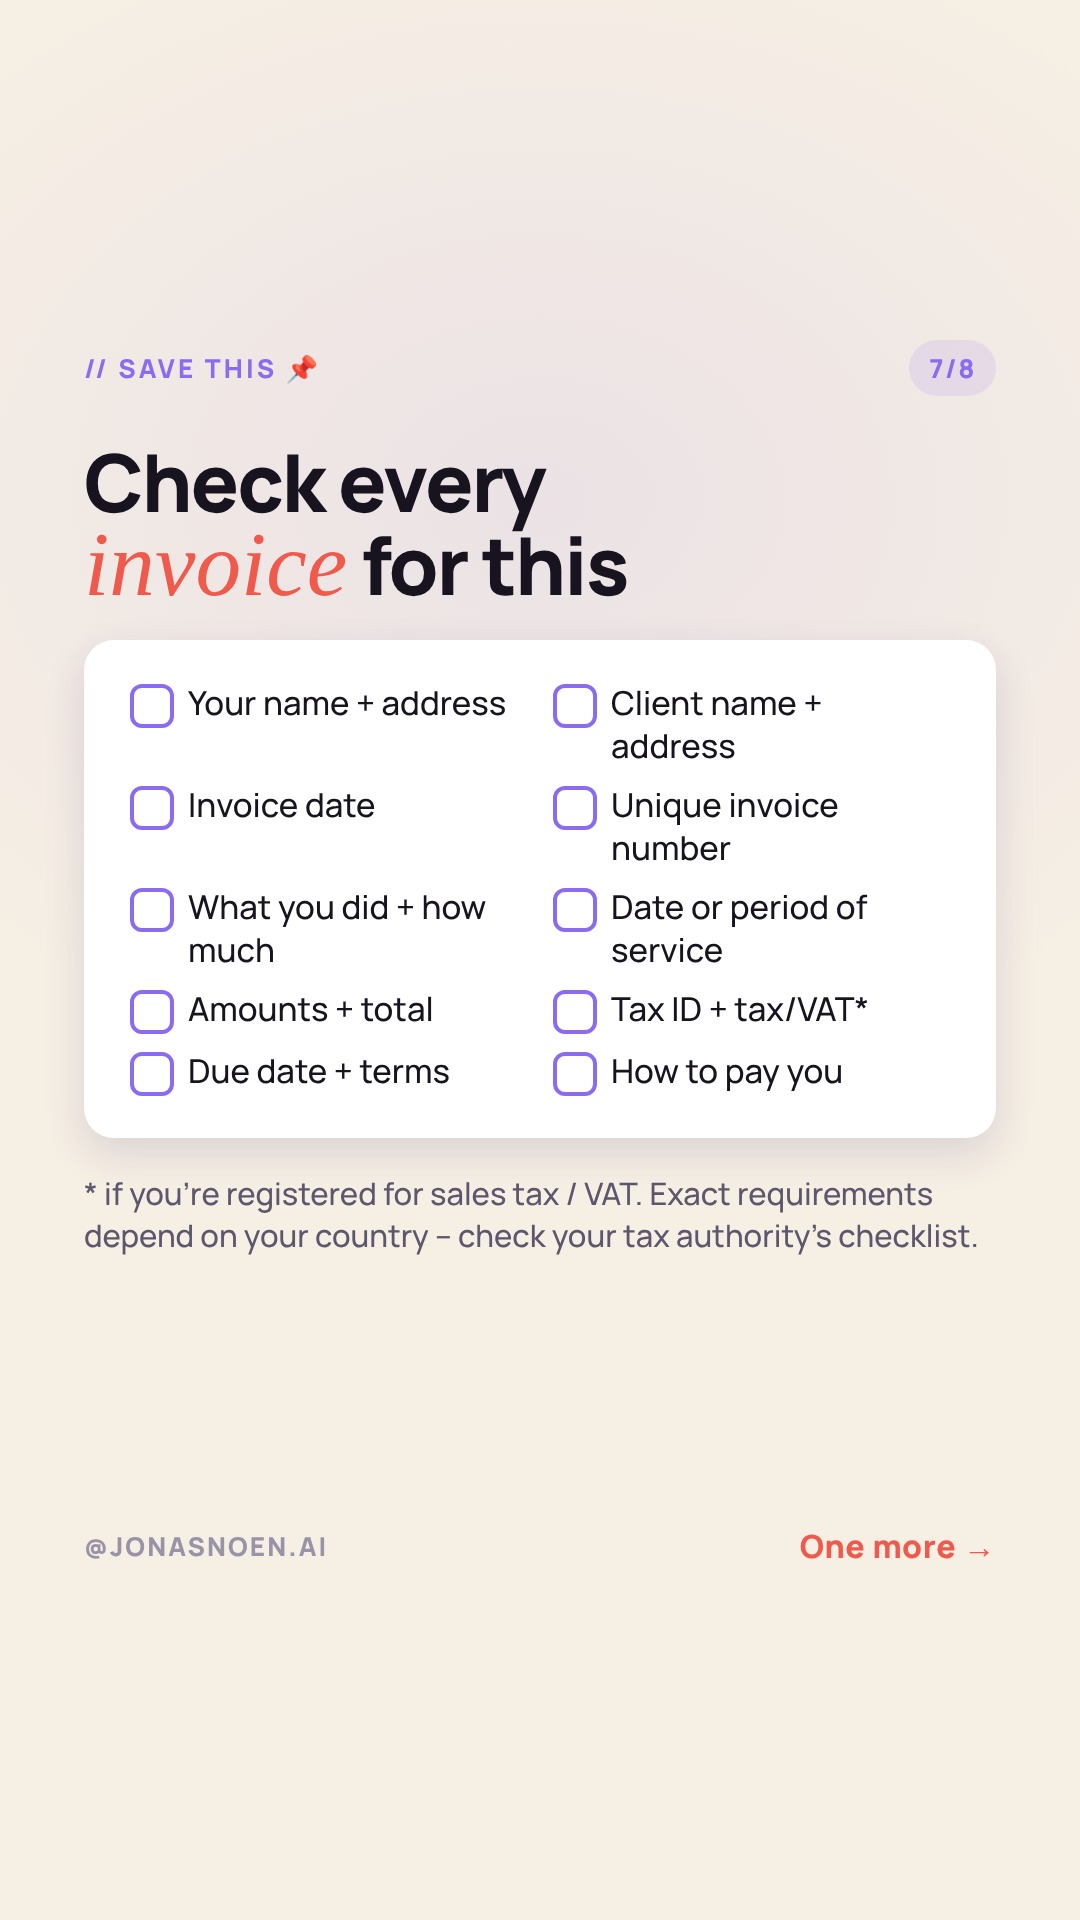 // SAVE THIS 📌
7/8
Check every
invoice for this
Your name + address
Client name +
address
Invoice date
Unique invoice
number
What you did + how
much
Date or period of
service
Amounts + total
Tax ID + tax/VAT*
Due date + terms
How to pay you
* if you’re registered for sales tax / VAT. Exact requirements
depend on your country – check your tax authority’s checklist.
@JONASNOEN.AI
One more →